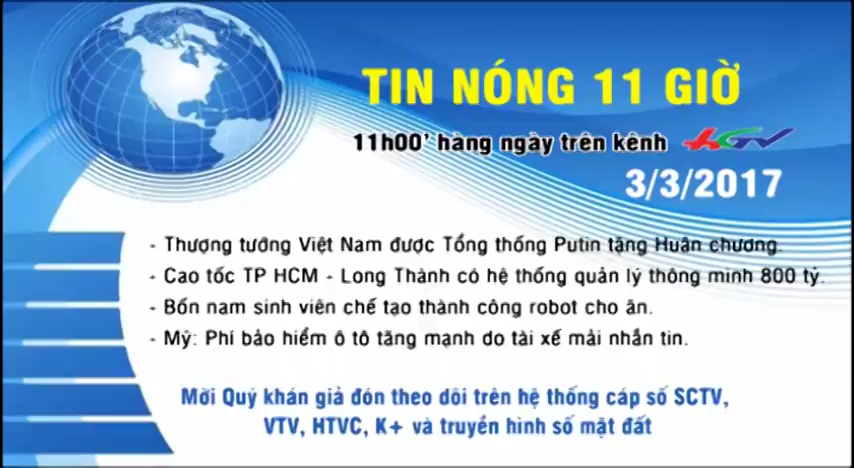 TIN NÓNG 11 GIỜ
11h00' hàng ngày trên kênh HGV
3/3/2017
- Thượng tướng Việt Nam được Tổng thống Putin tặng Huân chương.
- Cao tốc TP HCM - Long Thành có hệ thống quản lý thông minh 800 tỷ.
- Bốn nam sinh viên chế tạo thành công robot cho ăn.
- Mỹ: Phí bảo hiểm ô tô tăng mạnh do tài xế mải nhắn tin.
Mời Quý khán giả đón theo dõi trên hệ thống cáp số SCTV,
VTV, HTVC, K+ và truyền hình số mặt đất